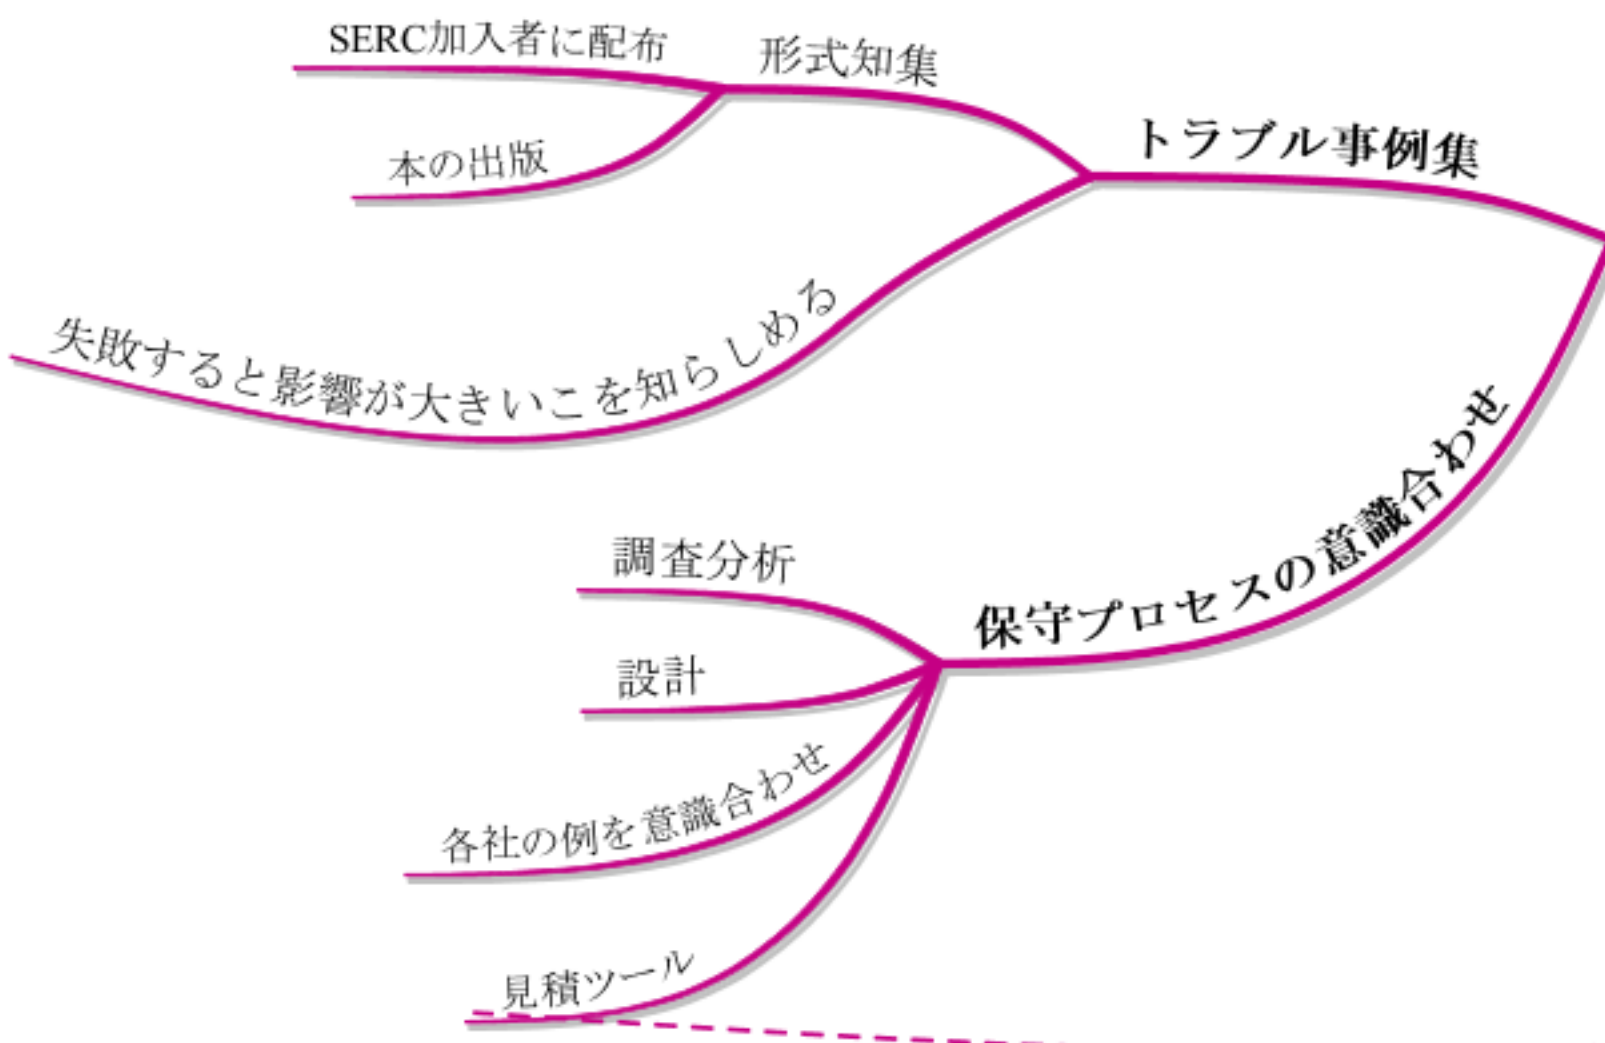 SERC加入者に配布
形式知集
トラブル事例集
本の出版
失敗すると影響が大きいこを知らしめる
保守プロセスの意識合わせ
調査分析
設計
各社の例を意識合わせ
見積ツール